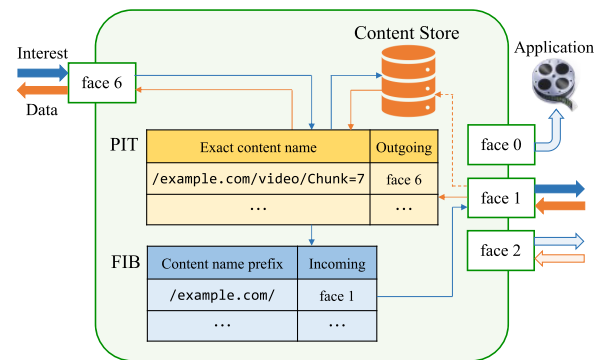 Interest
Data
face 6
Content Store
Application
face 0
face 1
face 2
PIT
Exact content name Outgoing
/example.com/video/Chunk=7 face 6
... ...
FIB
Content name prefix Incoming
/example.com/ face 1
... ...